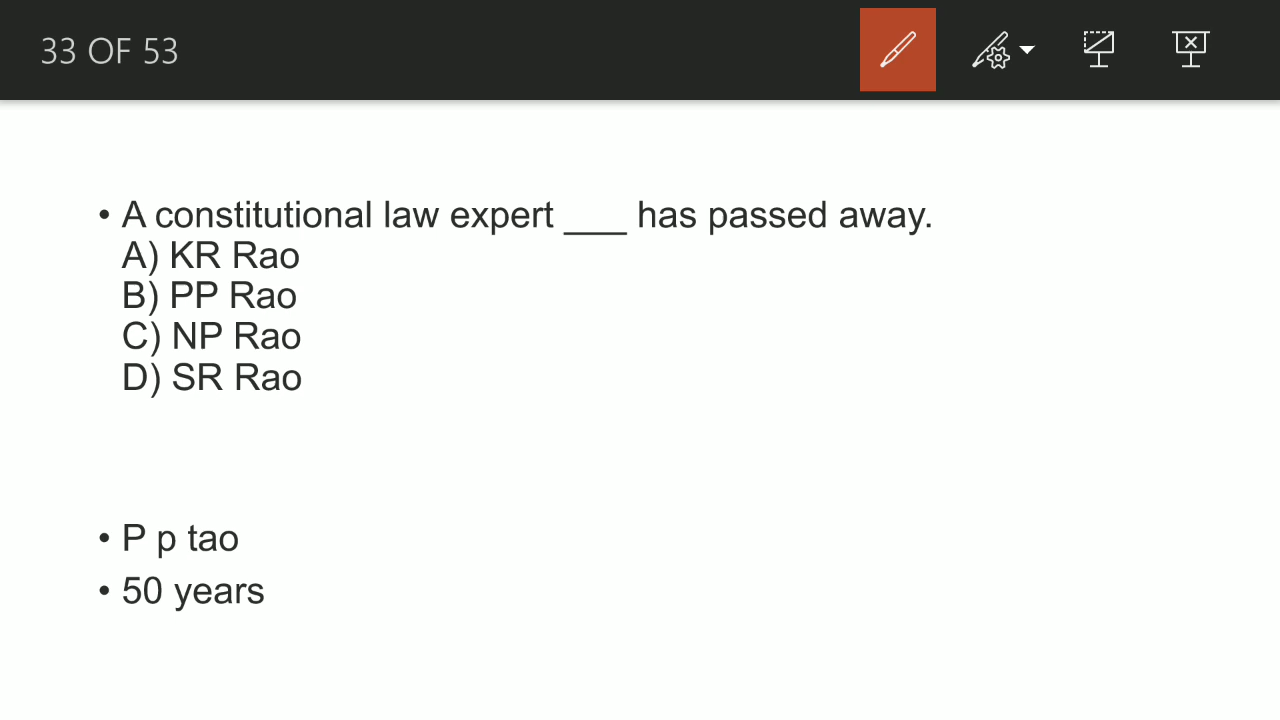 33 OF 53
• A constitutional law expert ___ has passed away.
A) KR Rao
B) PP Rao
C) NP Rao
D) SR Rao
• P p tao
• 50 years